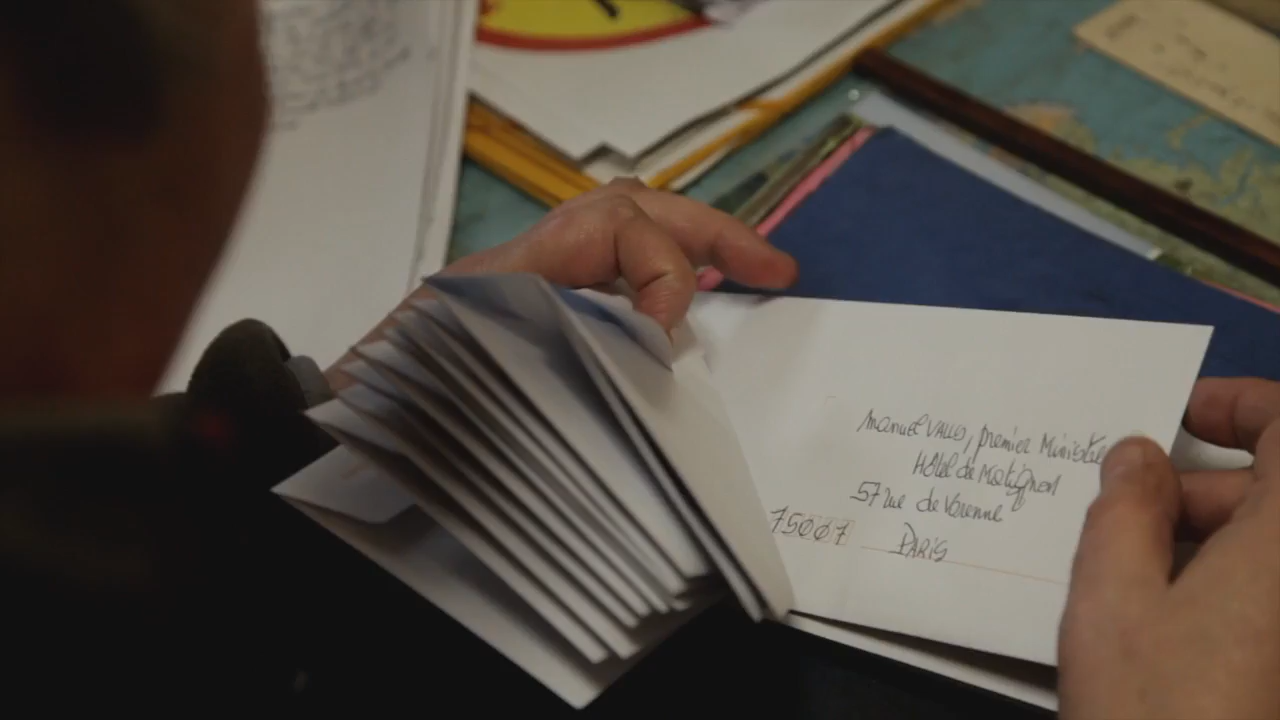 Manuel VALLS, premier Ministre
Hôtel de Matignon
57 rue de Varenne
75007 PARIS